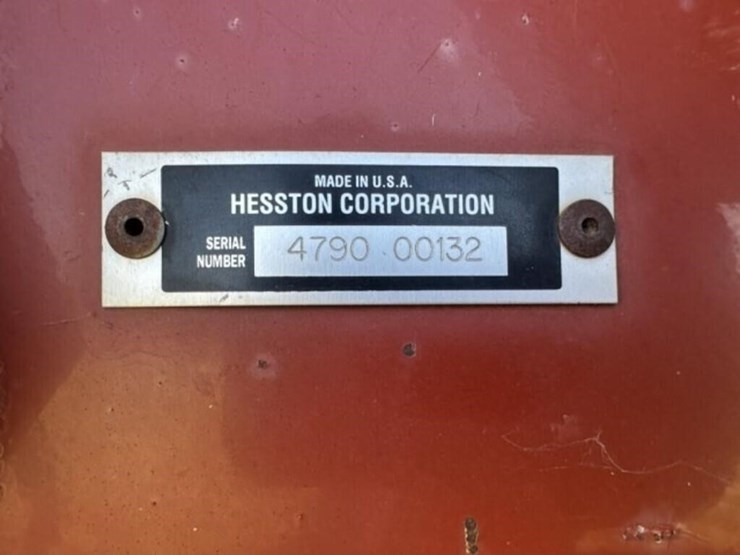 MADE IN U.S.A.
HESSTON CORPORATION
SERIAL
NUMBER
4790 00132